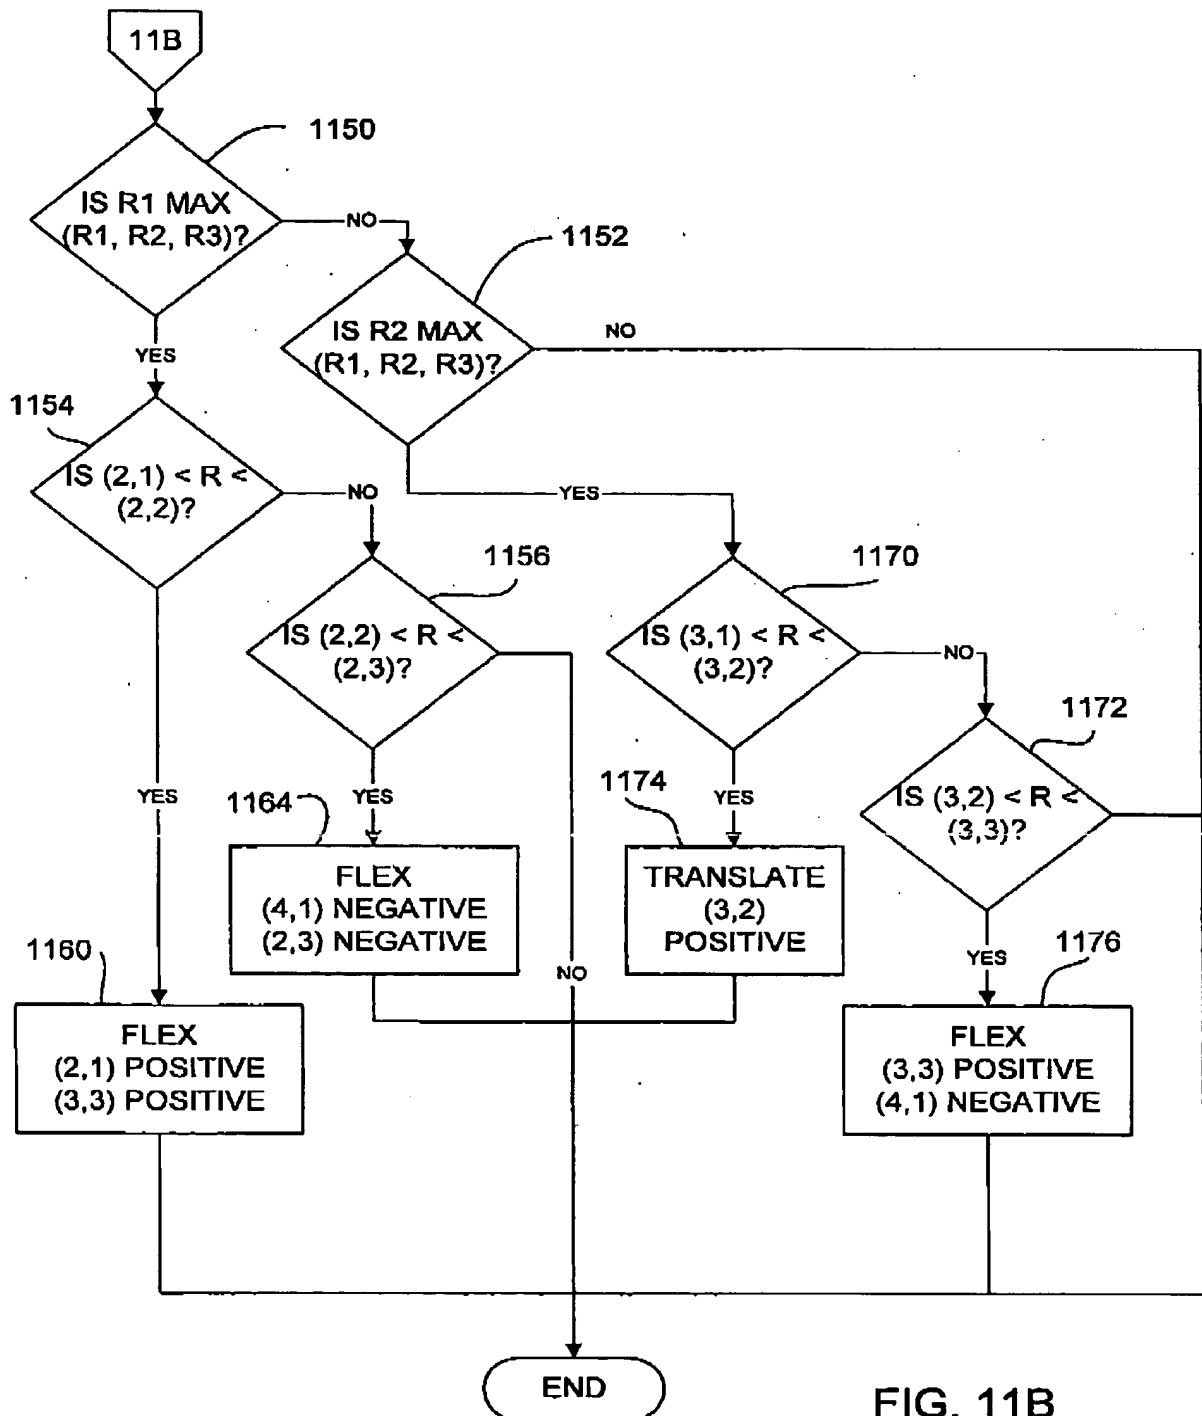 11B
1150
IS R1 MAX
(R1, R2, R3)?
NO
1152
IS R2 MAX
(R1, R2, R3)?
NO
YES
1154
IS (2,1) < R <
(2,2)?
NO
YES
1156
IS (2,2) < R <
(2,3)?
1170
IS (3,1) < R <
(3,2)?
NO
1172
IS (3,2) < R <
(3,3)?
YES
1164
YES
1174
YES
FLEX
(4,1) NEGATIVE
(2,3) NEGATIVE
TRANSLATE
(3,2)
POSITIVE
YES
1176
1160
NO
FLEX
(2,1) POSITIVE
(3,3) POSITIVE
FLEX
(3,3) POSITIVE
(4,1) NEGATIVE
END
FIG. 11B